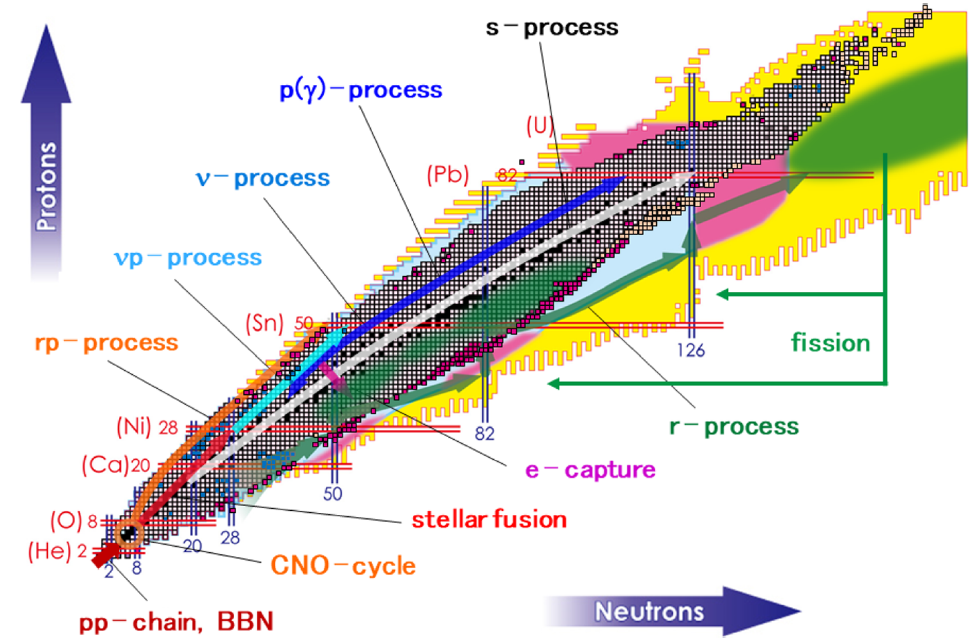 s-process
p(γ)-process
(U)
Protons
(Pb) 82
ν-process
νp-process
(Sn) 50
rp-process
126
fission
(Ni) 28
82
r-process
(Ca) 20
e-capture
50
(O) 8
stellar fusion
20
28
(He) 2
2
8
CNO-cycle
Neutrons
pp-chain, BBN